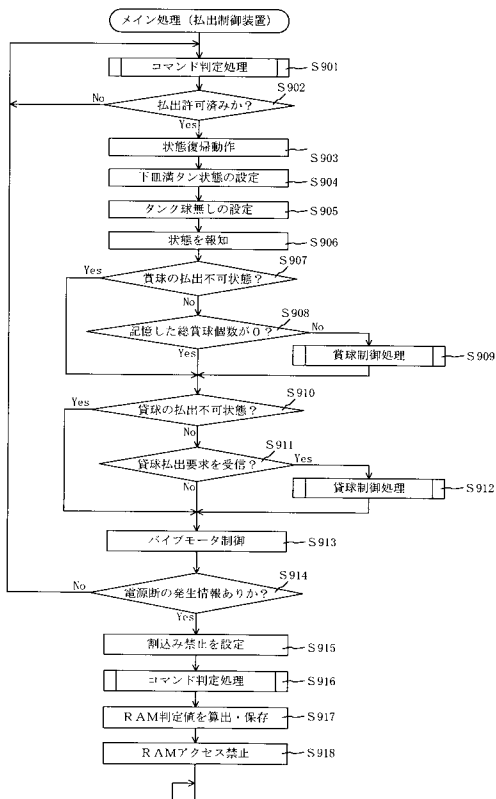 メイン処理（払出制御装置）
コマンド判定処理
S901
S902
払出許可済みか？
No
Yes
状態復帰動作
S903
下皿満タン状態の設定
S904
タンク球無しの設定
S905
状態を報知
S906
S907
賞球の払出不可状態？
Yes
No
S908
記憶した総賞球個数が０？
No
Yes
賞球制御処理
S909
S910
貸球の払出不可状態？
Yes
No
S911
貸球払出要求を受信？
Yes
No
貸球制御処理
S912
バイブモータ制御
S913
S914
電源断の発生情報ありか？
No
Yes
割込み禁止を設定
S915
コマンド判定処理
S916
ＲＡＭ判定値を算出・保存
S917
ＲＡＭアクセス禁止
S918